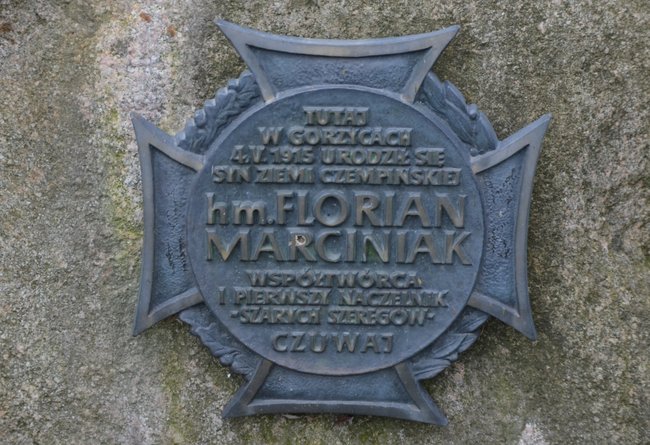 TUTAJ
W GORZYCACH
4.V.1915 URODZIŁ SIĘ
SYN ZIEMI CZEMPIŃSKIEJ
hm.FLORIAN
MARCINIAK
WSPÓŁTWÓRCA
I PIERWSZY NACZELNIK
"SZARYCH SZEREGÓW"
CZUWAJ